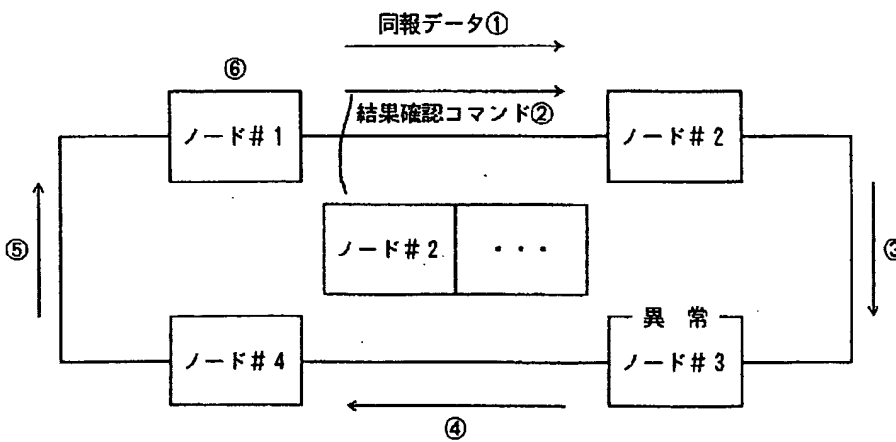 同報データ①
⑥
結果確認コマンド②
ノード#1
ノード#2
⑤
ノード#2 ・・・
③
異 常
ノード#4
ノード#3
④